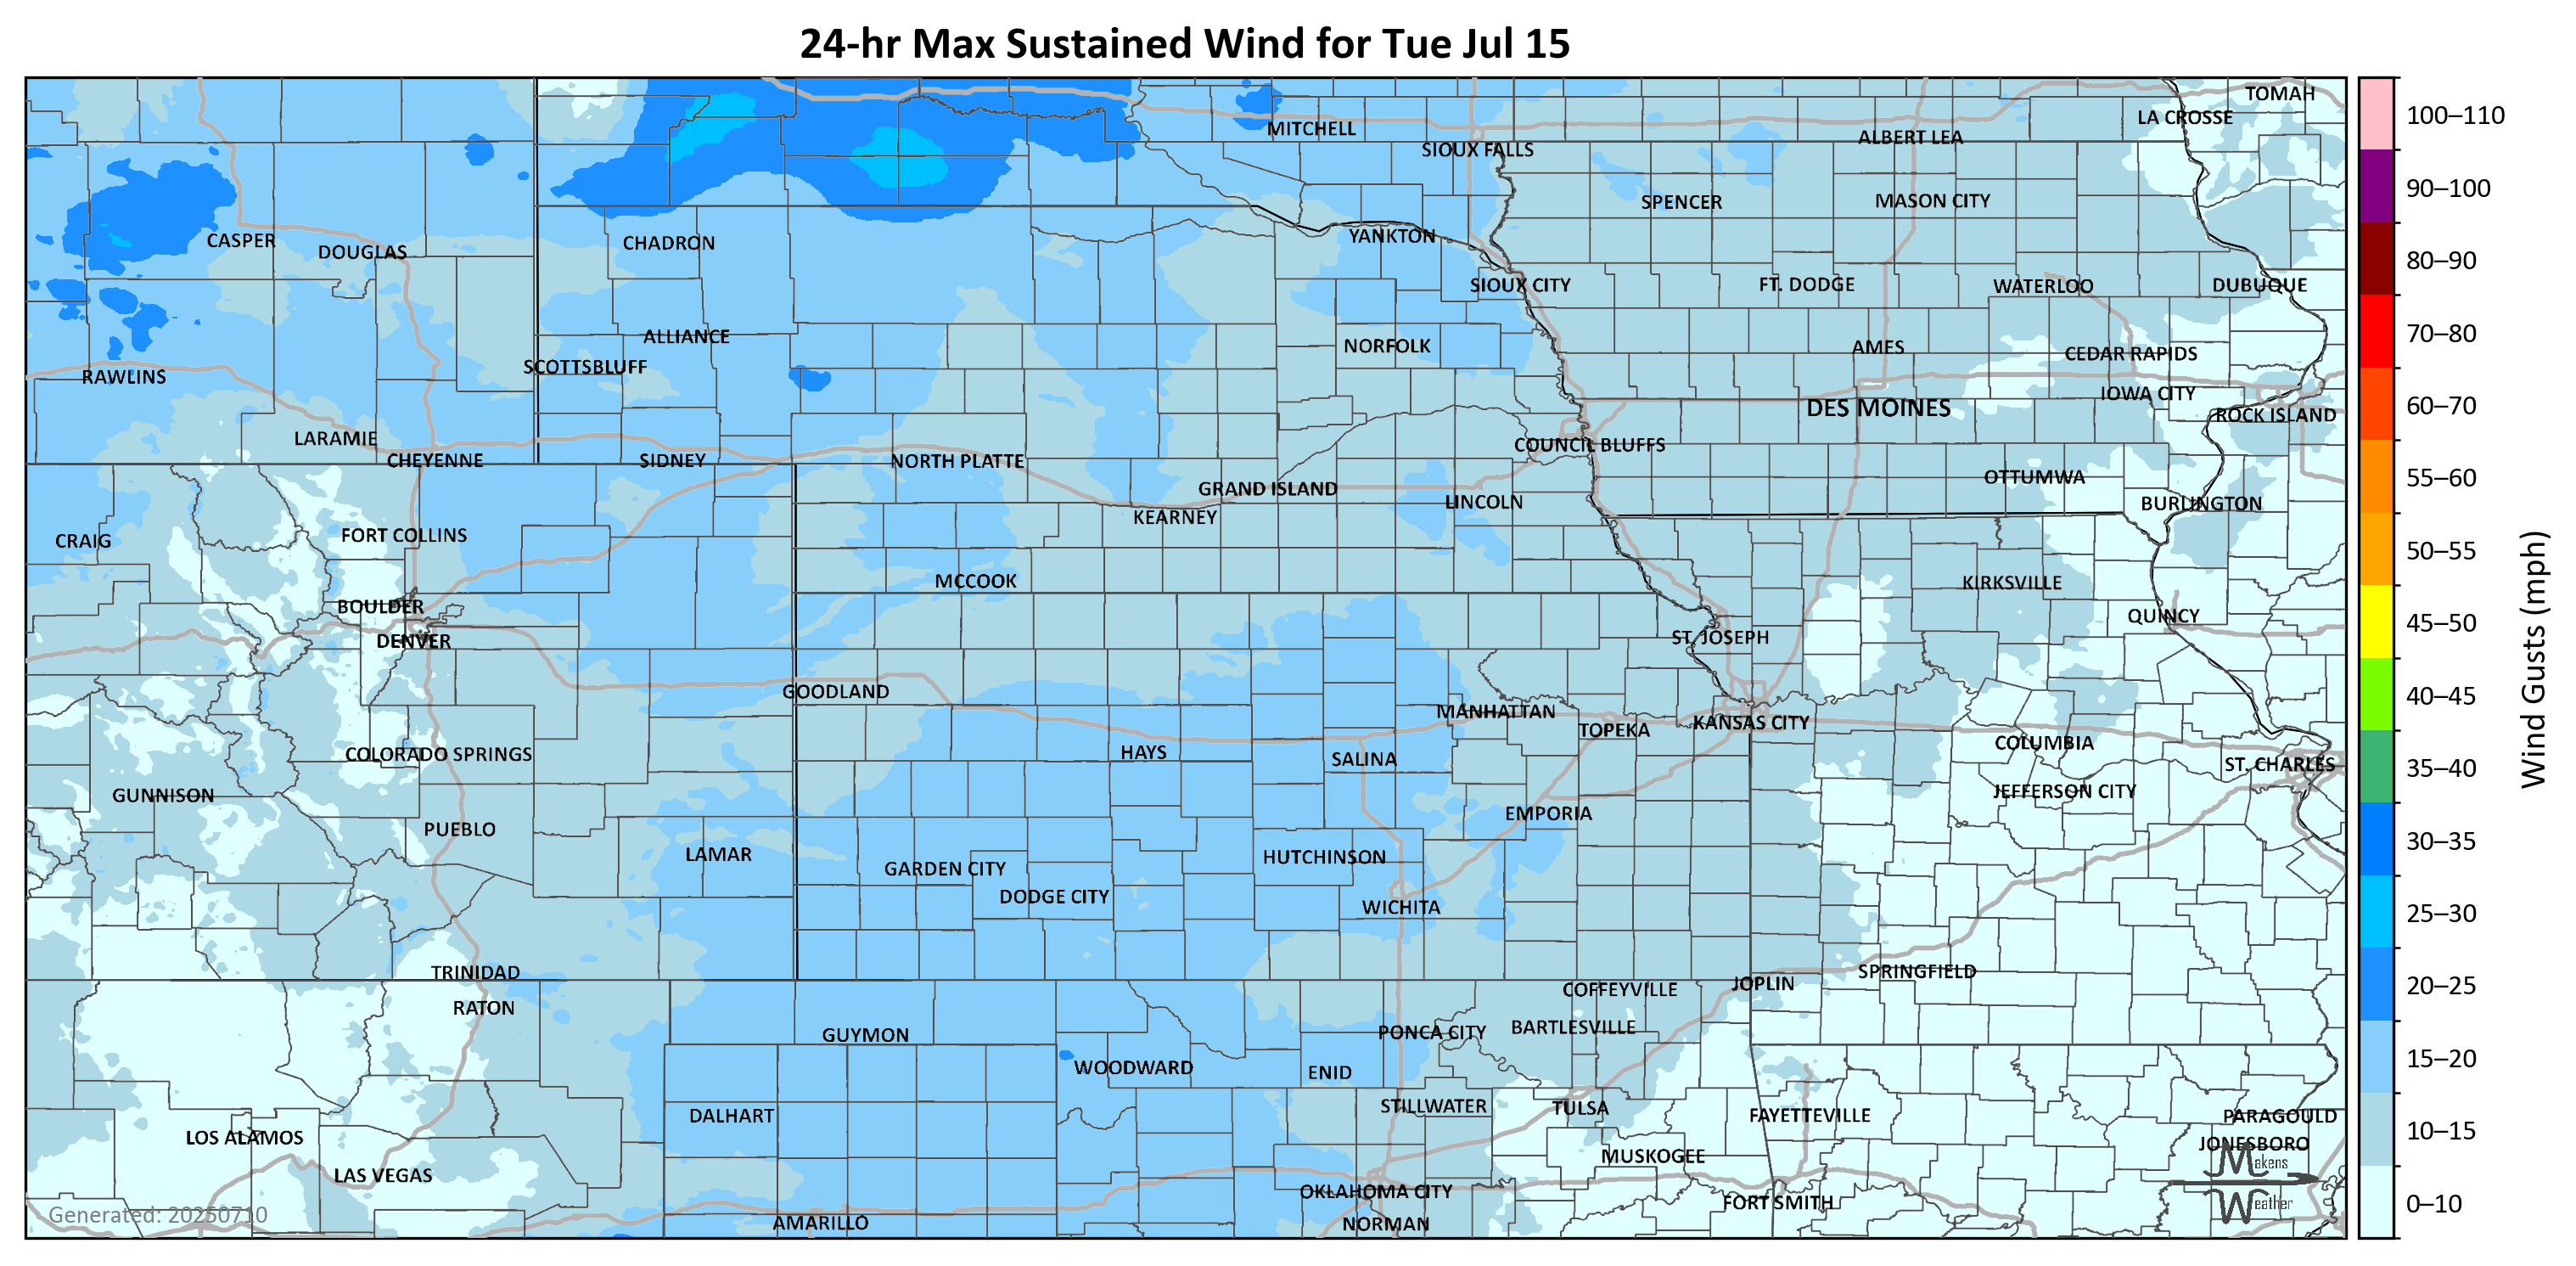 24-hr Max Sustained Wind for Tue Jul 15
TOMAH
LA CROSSE
MITCHELL
ALBERT LEA
SIOUX FALLS
SPENCER
MASON CITY
CASPER
DOUGLAS
CHADRON
YANKTON
SIOUX CITY
FT. DODGE
WATERLOO
DUBUQUE
ALLIANCE
NORFOLK
AMES
CEDAR RAPIDS
SCOTTSBLUFF
RAWLINS
IOWA CITY
DES MOINES
ROCK ISLAND
LARAMIE
COUNCIL BLUFFS
CHEYENNE
SIDNEY
NORTH PLATTE
OTTUMWA
GRAND ISLAND
LINCOLN
BURLINGTON
KEARNEY
CRAIG
FORT COLLINS
MCCOOK
KIRKSVILLE
BOULDER
QUINCY
DENVER
ST. JOSEPH
GOODLAND
MANHATTAN
TOPEKA
KANSAS CITY
COLORADO SPRINGS
HAYS
SALINA
COLUMBIA
ST. CHARLES
GUNNISON
JEFFERSON CITY
PUEBLO
EMPORIA
LAMAR
GARDEN CITY
HUTCHINSON
DODGE CITY
WICHITA
TRINIDAD
SPRINGFIELD
JOPLIN
RATON
COFFEYVILLE
GUYMON
PONCA CITY
BARTLESVILLE
WOODWARD
ENID
DALHART
STILLWATER
TULSA
FAYETTEVILLE
PARAGOULD
LOS ALAMOS
JONESBORO
MUSKOGEE
LAS VEGAS
OKLAHOMA CITY
FORT SMITH
AMARILLO
NORMAN
Generated: 20250710
Makens
Weather
100–110
90–100
80–90
70–80
60–70
55–60
50–55
45–50
40–45
35–40
30–35
25–30
20–25
15–20
10–15
0–10
Wind Gusts (mph)